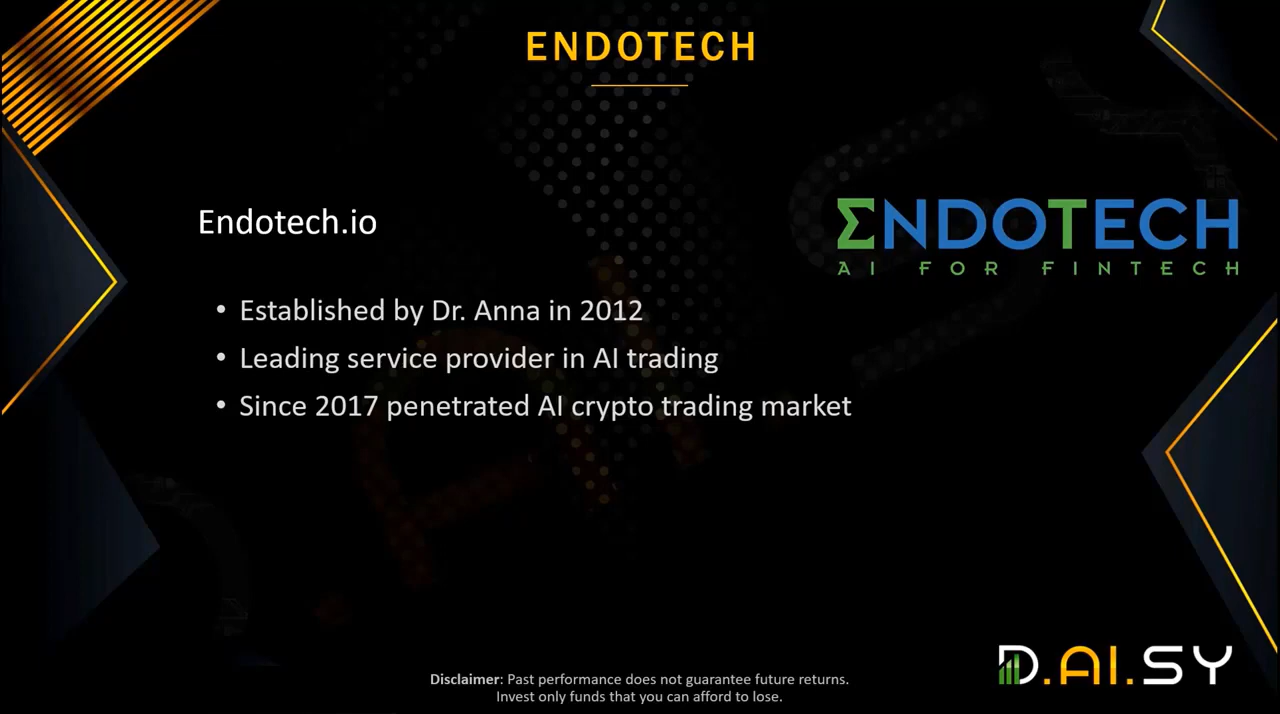 ENDOTECH
Endotech.io
ΣNDOTECH
AI FOR FINTECH
• Established by Dr. Anna in 2012
• Leading service provider in AI trading
• Since 2017 penetrated AI crypto trading market
D.AI.SY
Disclaimer: Past performance does not guarantee future returns.
Invest only funds that you can afford to lose.